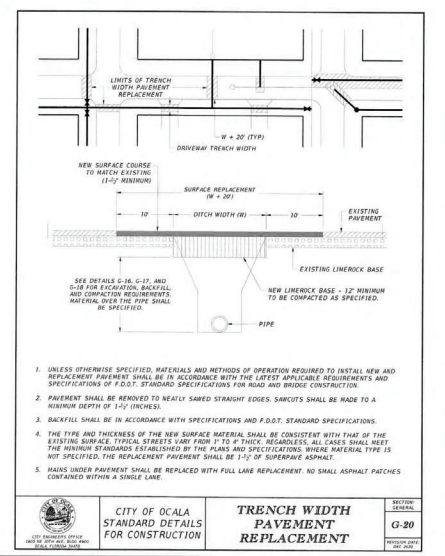 LIMITS OF TRENCH
WIDTH PAVEMENT
REPLACEMENT
W + 20' (TYP)
DRIVEWAY TRENCH WIDTH
NEW SURFACE COURSE
TO MATCH EXISTING
(1-½" MINIMUM)
SURFACE REPLACEMENT
(W + 20')
10'
DITCH WIDTH (W)
10'
EXISTING
PAVEMENT
EXISTING LIMEROCK BASE
SEE DETAILS G-16, G-17, AND
G-18 FOR EXCAVATION, BACKFILL,
AND COMPACTION REQUIREMENTS.
MATERIAL OVER THE PIPE SHALL
BE SPECIFIED.
NEW LIMEROCK BASE - 12" MINIMUM
TO BE COMPACTED AS SPECIFIED.
PIPE
1. UNLESS OTHERWISE SPECIFIED, MATERIALS AND METHODS OF OPERATION REQUIRED TO INSTALL NEW AND
REPLACEMENT PAVEMENT SHALL BE IN ACCORDANCE WITH THE LATEST APPLICABLE REQUIREMENTS AND
SPECIFICATIONS OF F.D.O.T. STANDARD SPECIFICATIONS FOR ROAD AND BRIDGE CONSTRUCTION.
2. PAVEMENT SHALL BE REMOVED TO NEATLY SAWED STRAIGHT EDGES. SAWCUTS SHALL BE MADE TO A
MINIMUM DEPTH OF 1-½" (INCHES).
3. BACKFILL SHALL BE IN ACCORDANCE WITH SPECIFICATIONS AND F.D.O.T. STANDARD SPECIFICATIONS.
4. THE TYPE AND THICKNESS OF THE NEW SURFACE MATERIAL SHALL BE CONSISTENT WITH THAT OF THE
EXISTING SURFACE. TYPICAL STREETS VARY FROM 1" TO 4" THICK. REGARDLESS, ALL CASES SHALL MEET
THE MINIMUM STANDARDS ESTABLISHED BY THE PLANS AND SPECIFICATIONS. WHERE MATERIAL TYPE IS
NOT SPECIFIED, THE REPLACEMENT PAVEMENT SHALL BE 1-½" OF SUPERPAVE ASPHALT.
5. MAINS UNDER PAVEMENT SHALL BE REPLACED WITH FULL LANE REPLACEMENT. NO SMALL ASPHALT PATCHES
CONTAINED WITHIN A SINGLE LANE.
CITY OF OCALA
CITY ENGINEERS OFFICE
OCALA, FLORIDA 34470
CITY OF OCALA
STANDARD DETAILS
FOR CONSTRUCTION
TRENCH WIDTH
PAVEMENT
REPLACEMENT
SECTION:
GENERAL
G-20
REVISION DATE:
DEC 2020